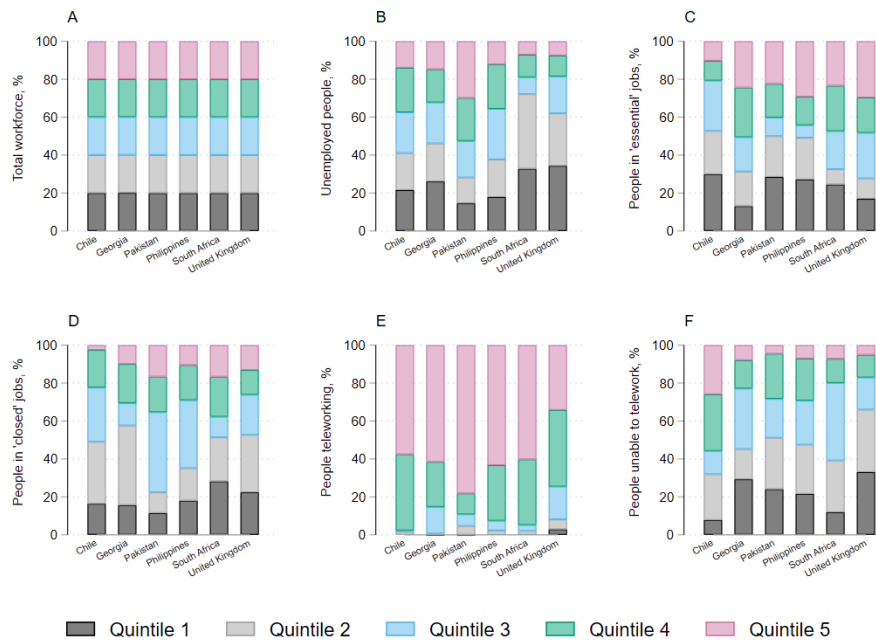 A
B
C
Total workforce, %
100
80
60
40
20
0
Chile
Georgia
Pakistan
Philippines
South Africa
United Kingdom
Unemployed people, %
100
80
60
40
20
0
Chile
Georgia
Pakistan
Philippines
South Africa
United Kingdom
People in 'essential' jobs, %
100
80
60
40
20
0
Chile
Georgia
Pakistan
Philippines
South Africa
United Kingdom
D
E
F
People in 'closed' jobs, %
100
80
60
40
20
0
Chile
Georgia
Pakistan
Philippines
South Africa
United Kingdom
People teleworking, %
100
80
60
40
20
0
Chile
Georgia
Pakistan
Philippines
South Africa
United Kingdom
People unable to telework, %
100
80
60
40
20
0
Chile
Georgia
Pakistan
Philippines
South Africa
United Kingdom
Quintile 1 Quintile 2 Quintile 3 Quintile 4 Quintile 5